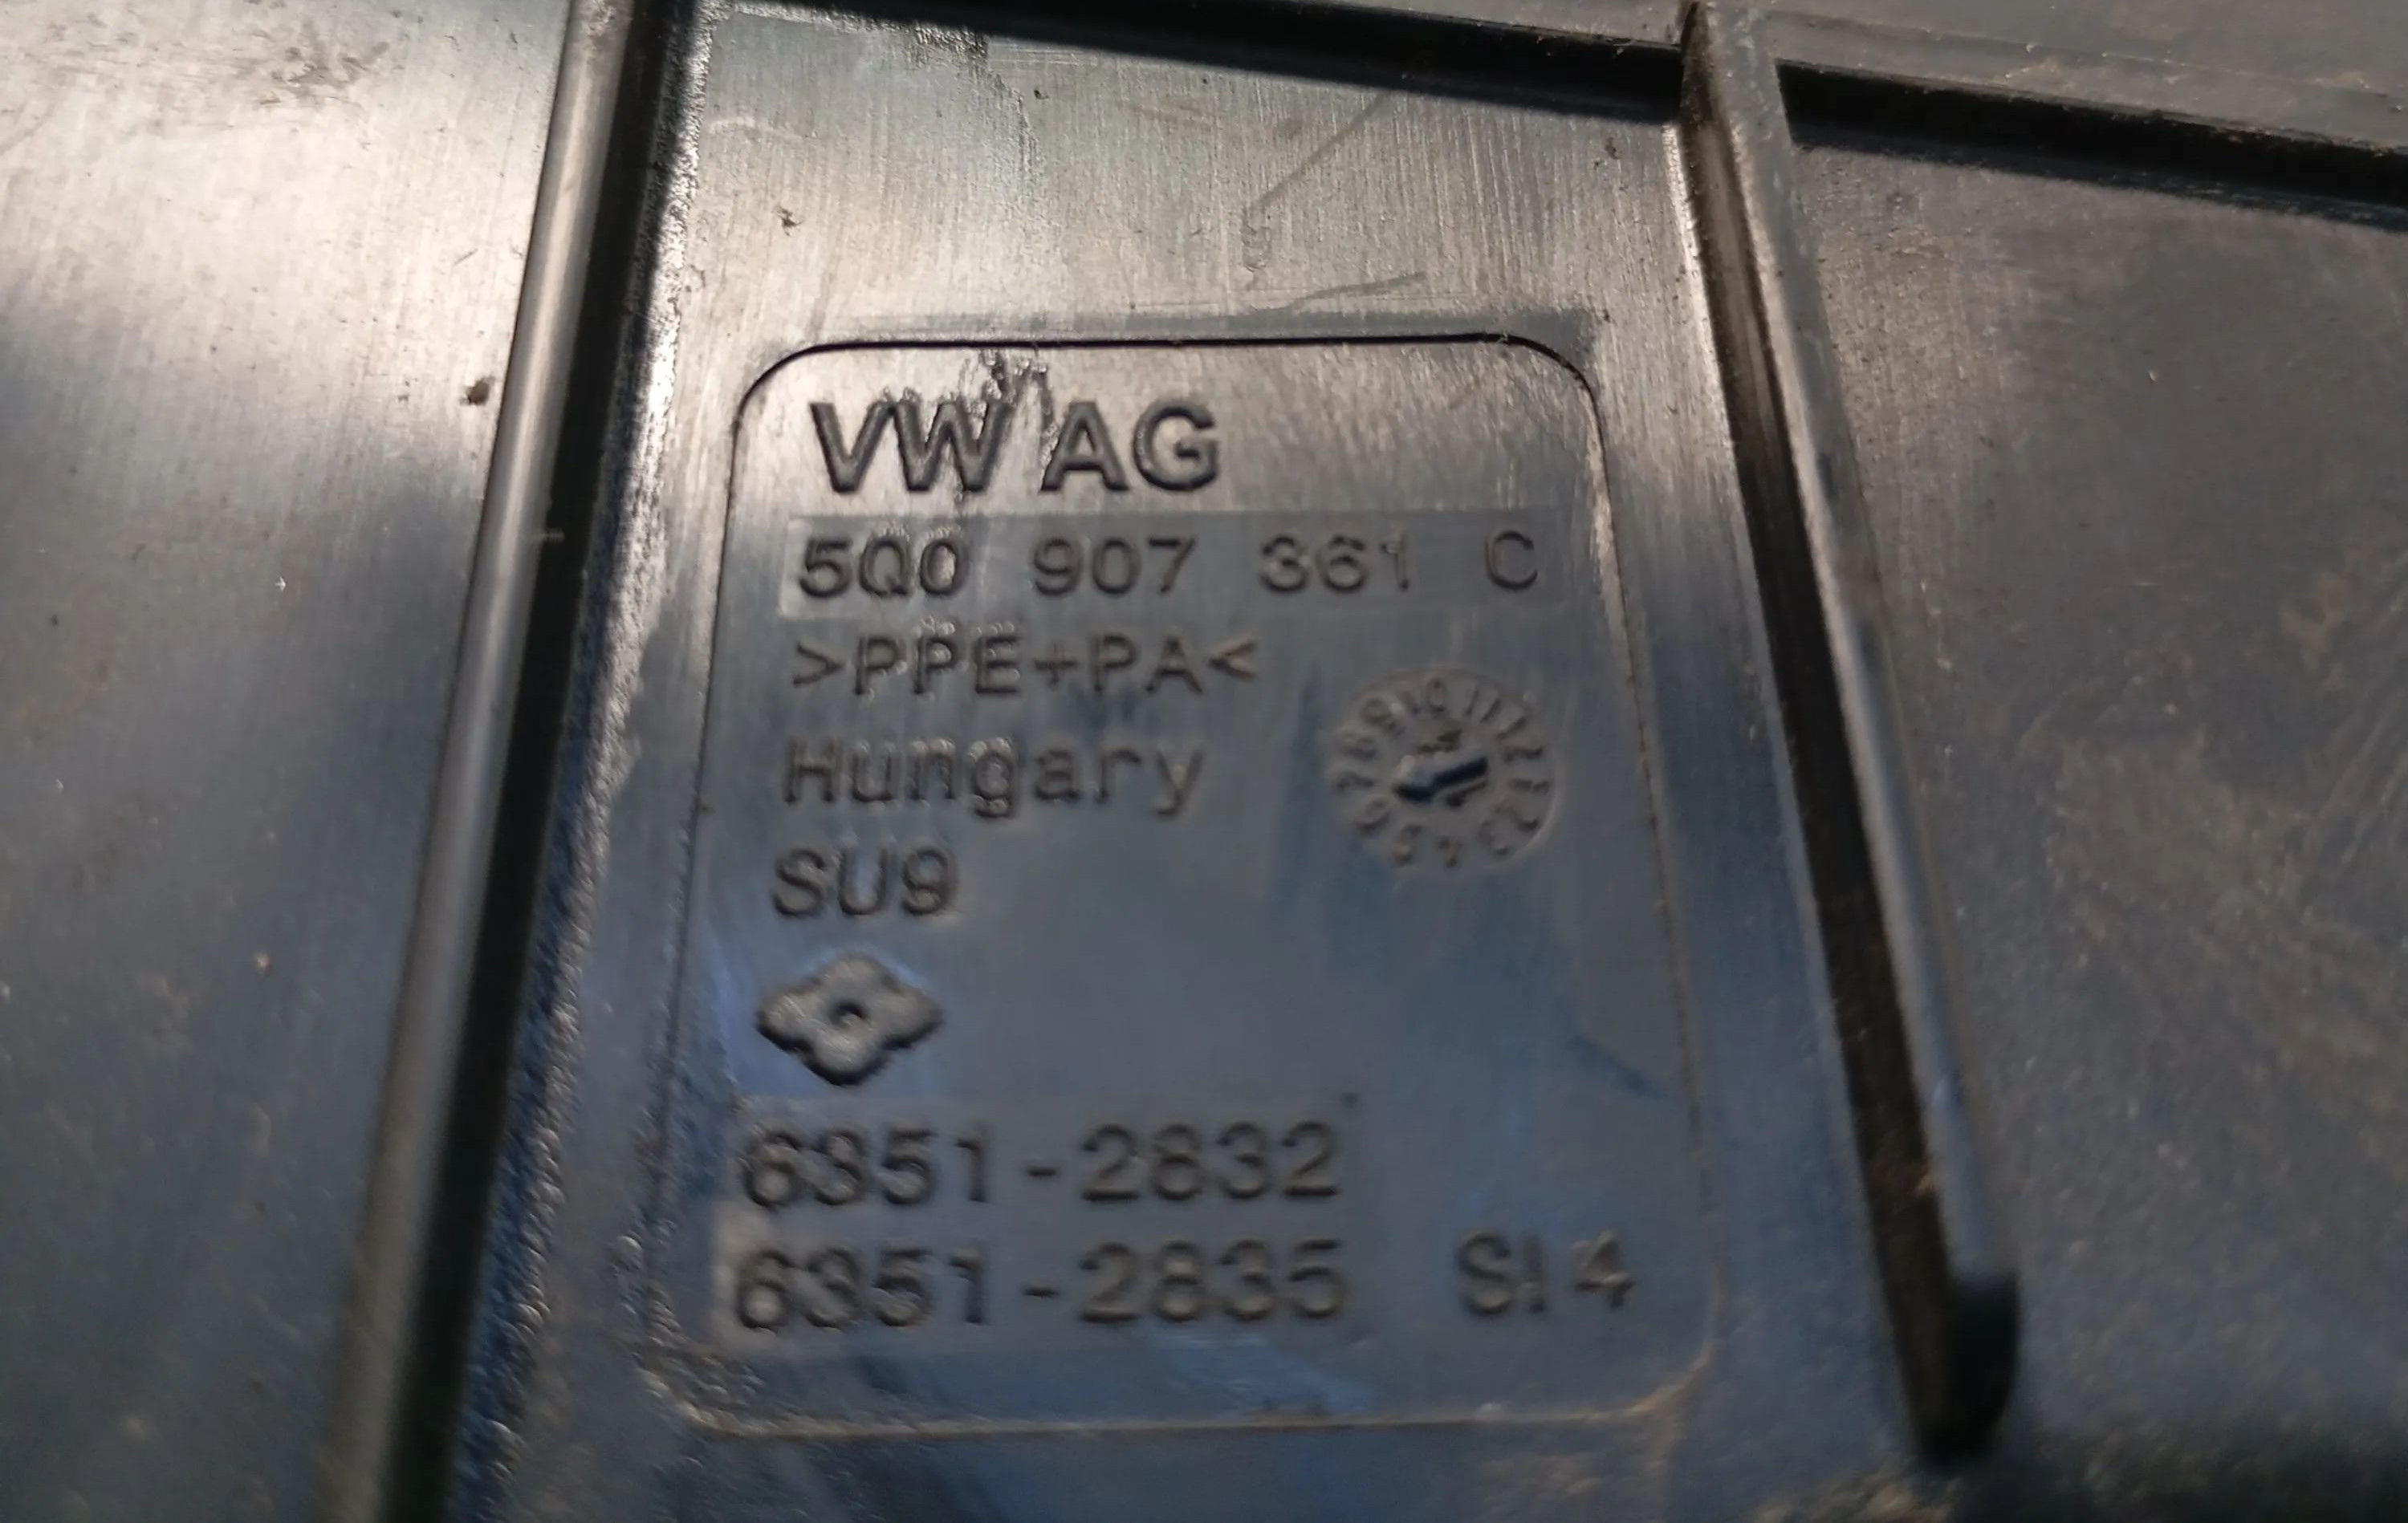 VW AG
5Q0 907 361 C
>PPE+PA<
Hungary
SU9
6351-2832
6351-2835 SI4